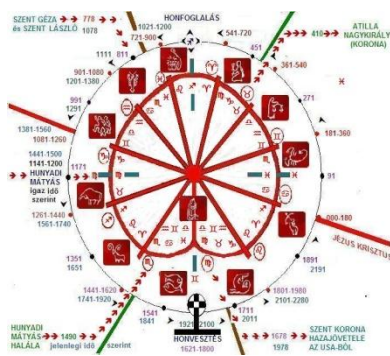 SZENT GÉZA
és SZENT LÁSZLÓ
778
1078
1021-1200
721-900
HONFOGLALÁS
541-720
451
410
ATILLA
NAGYKIRÁLY
(KORONA)
361-540
1111
811
901-1080
1201-1380
991
1291
271
1381-1560
1081-1260
181-360
1441-1500
1141-1200
HUNYADI
MÁTYÁS
igaz idő
szerint
1171
91
1261-1440
1561-1740
000-180
JÉZUS KRISZTUS
1351
1651
1891
2191
1441-1620
1741-1920
1801-1980
2101-2280
HUNYADI
MÁTYÁS
HALÁLA
1490
jelenlegi idő
szerint
1541
1841
1921
2100
HONVESZTÉS
1621-1800
1711
2011
1678
1978
SZENT KORONA
HAZAJÖVETELE
AZ USA-BÓL